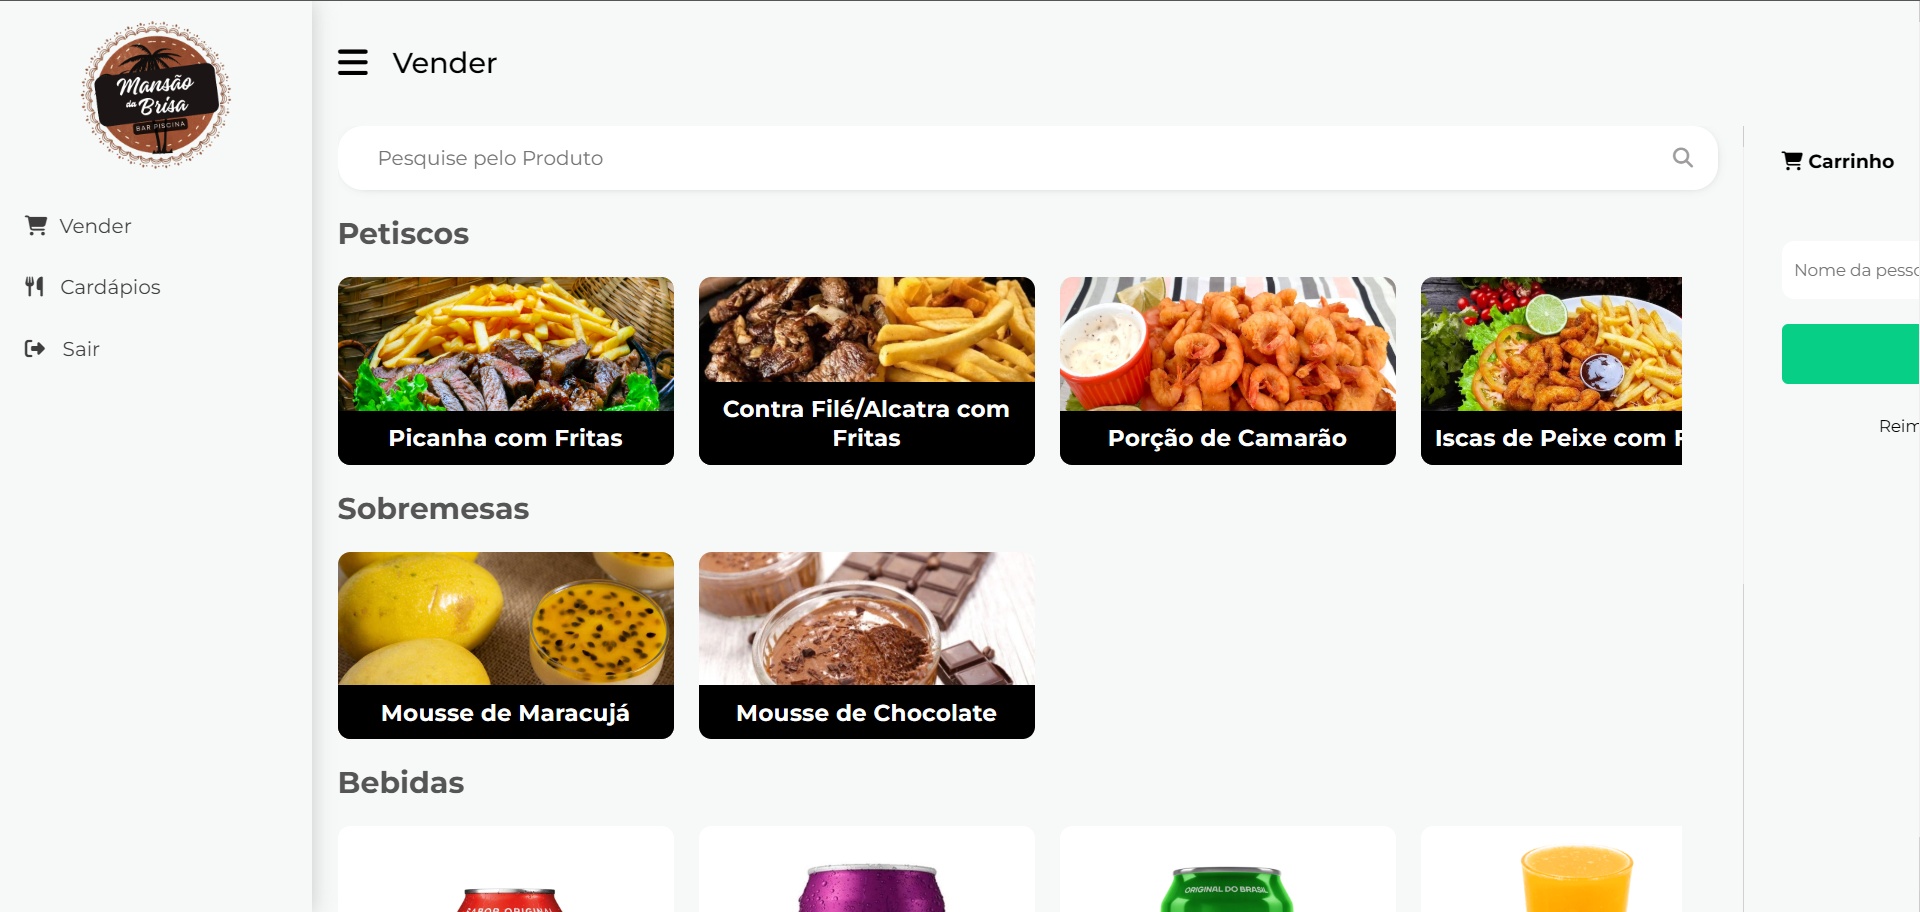 Mansão
da Brisa
BAR PISCINA
Vender
Cardápios
Sair
Vender
Pesquise pelo Produto
Petiscos
Picanha com Fritas
Contra Filé/Alcatra com
Fritas
Porção de Camarão
Iscas de Peixe com F
Sobremesas
Mousse de Maracujá
Mousse de Chocolate
Bebidas
SABOR ORIGINAL
ORIGINAL DO BRASIL
Carrinho
Nome da pesso
Reim